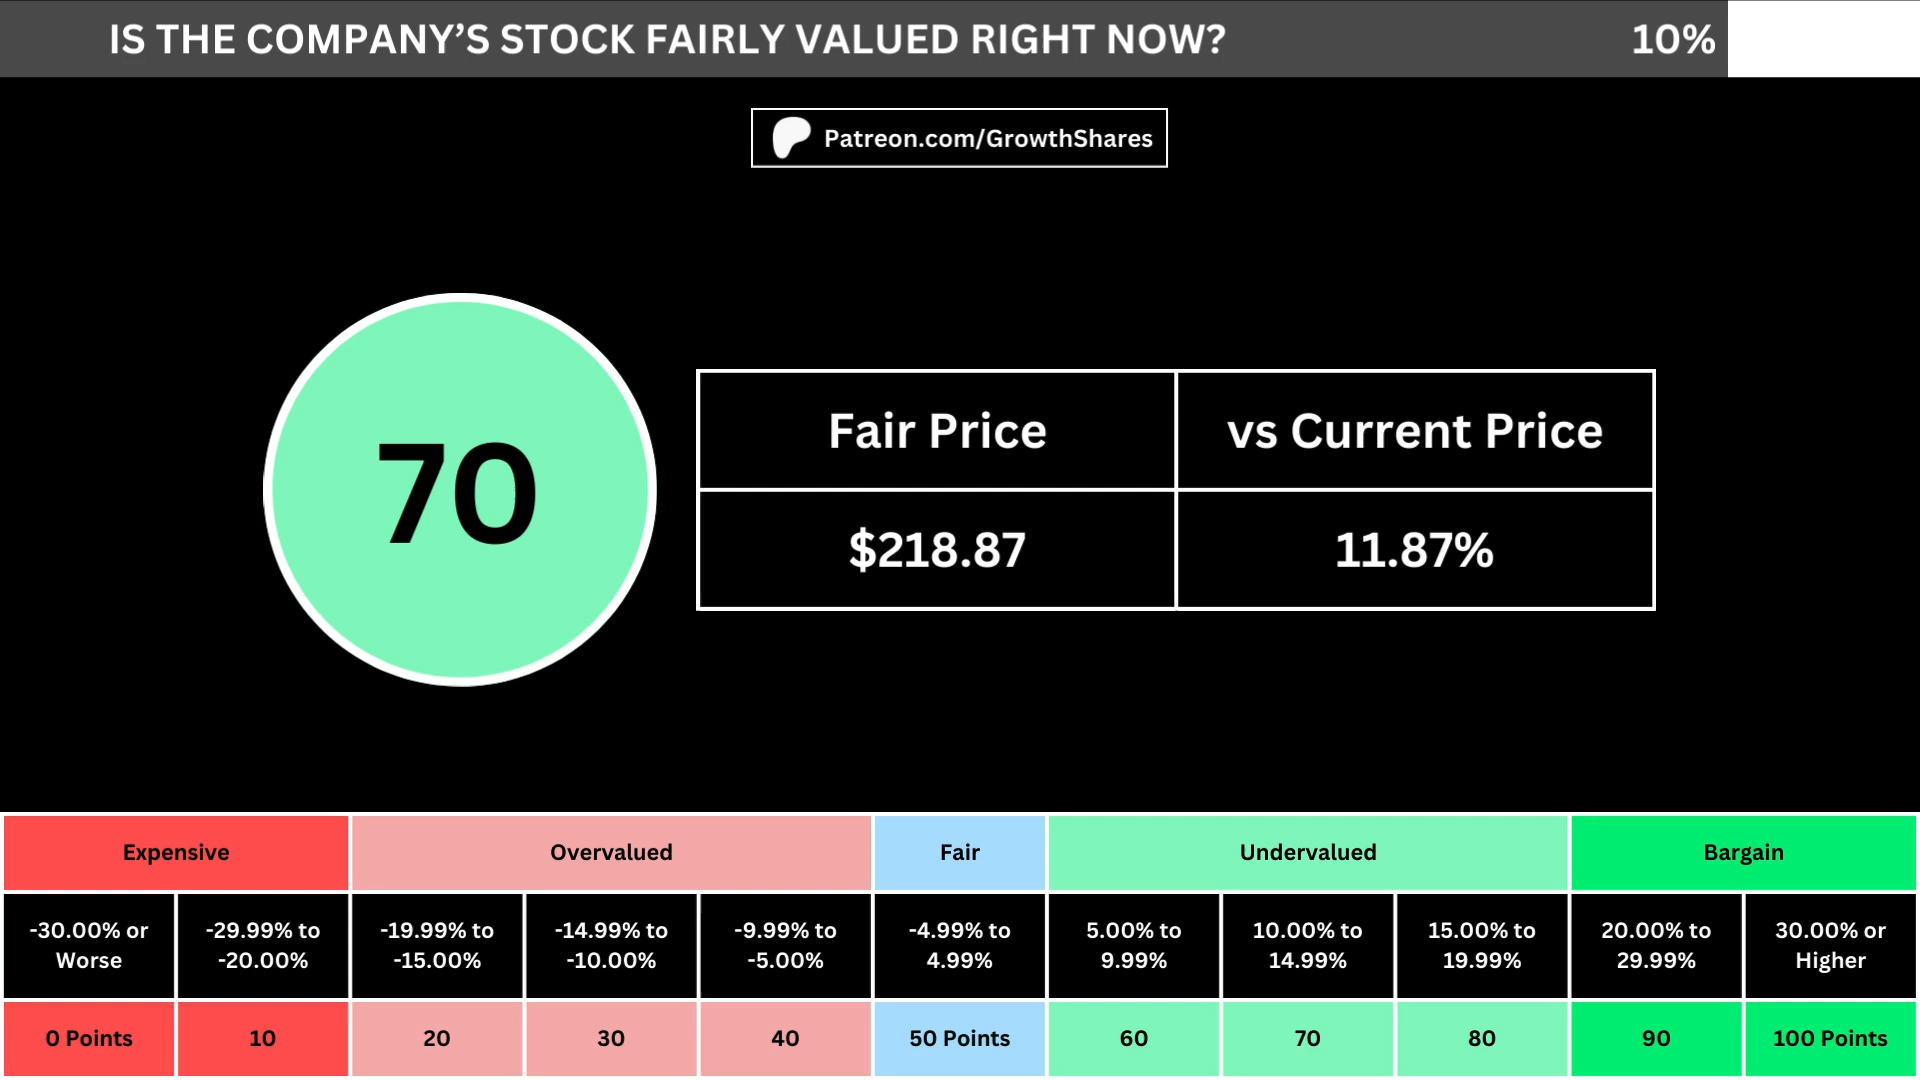 IS THE COMPANY’S STOCK FAIRLY VALUED RIGHT NOW? 10%
Patreon.com/GrowthShares
70
Fair Price vs Current Price
$218.87 11.87%
Expensive Overvalued Fair Undervalued Bargain
-30.00% or -29.99% to -19.99% to -14.99% to -9.99% to -4.99% to 5.00% to 10.00% to 15.00% to 20.00% to 30.00% or
Worse -20.00% -15.00% -10.00% -5.00% 4.99% 9.99% 14.99% 19.99% 29.99% Higher
0 Points 10 20 30 40 50 Points 60 70 80 90 100 Points